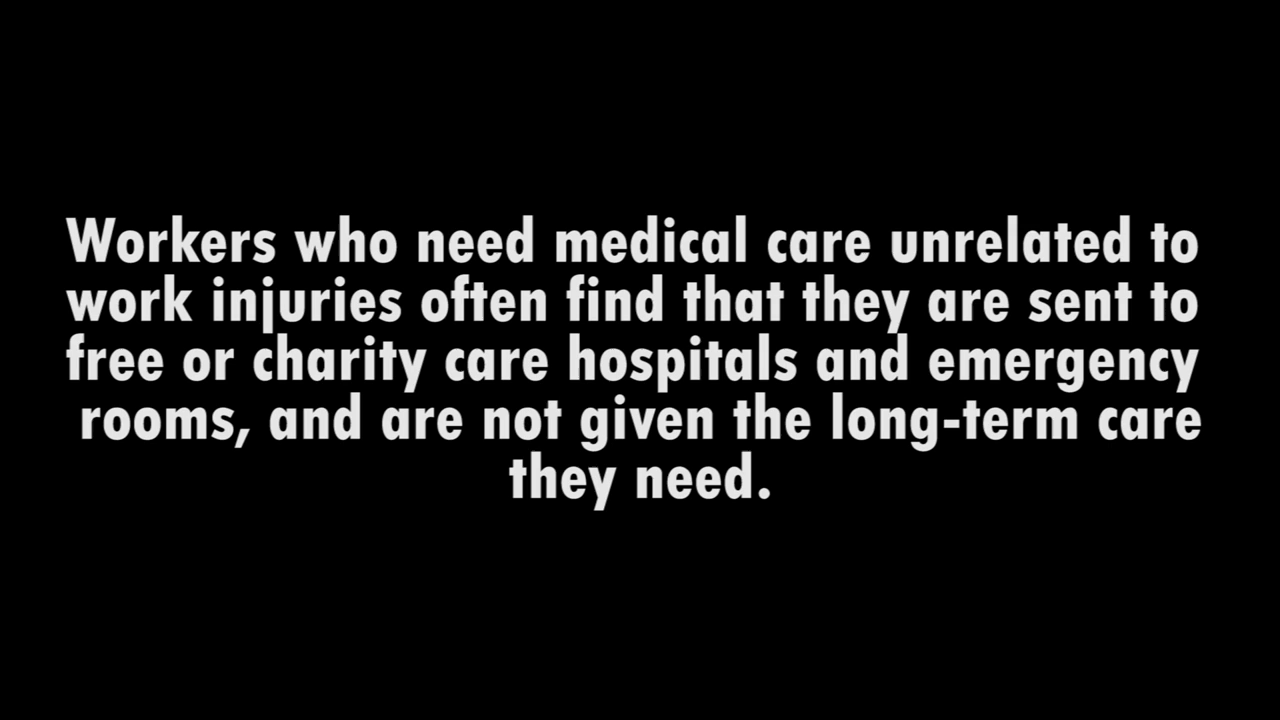 Workers who need medical care unrelated to
work injuries often find that they are sent to
free or charity care hospitals and emergency
rooms, and are not given the long-term care
they need.